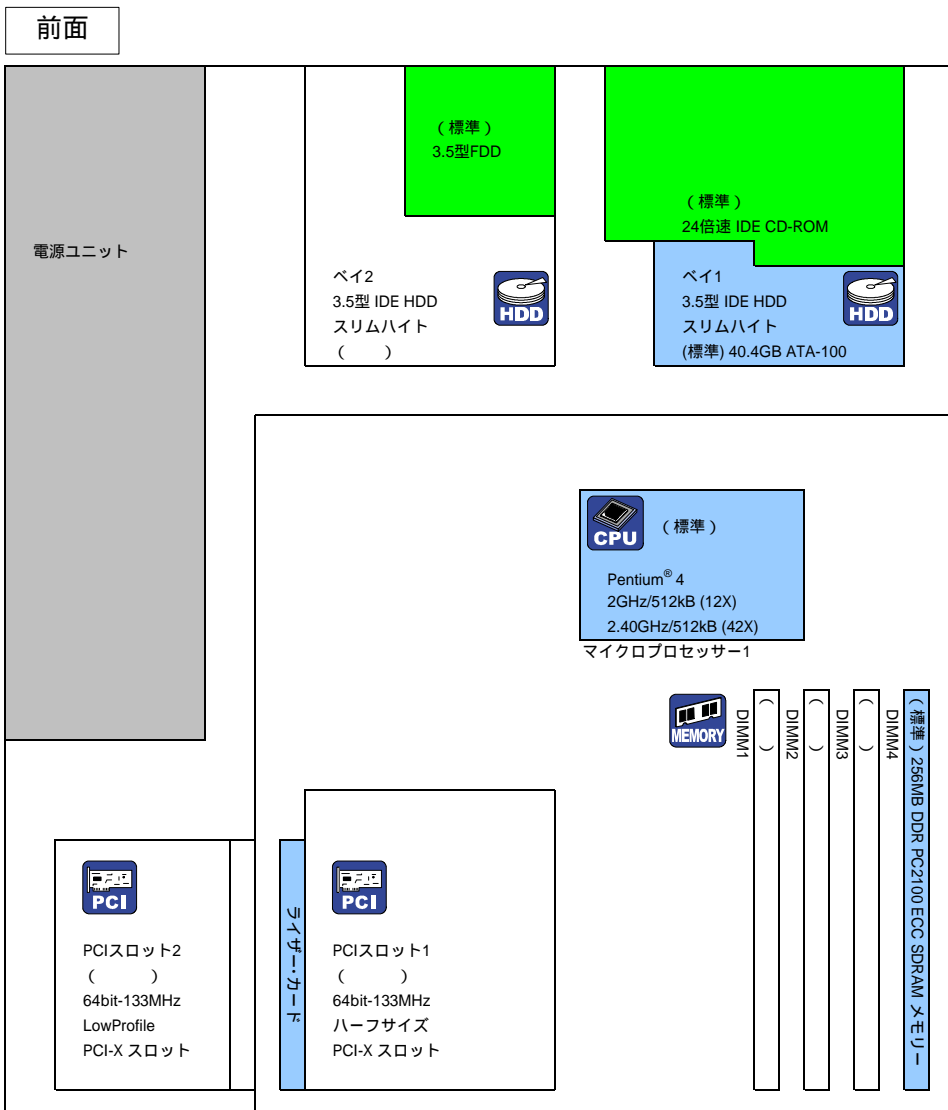 前面
電源ユニット
(標準)
3.5型FDD
ベイ2
3.5型 IDE HDD
スリムハイト
( )
HDD
(標準)
24倍速 IDE CD-ROM
ベイ1
3.5型 IDE HDD
スリムハイト
(標準) 40.4GB ATA-100
HDD
CPU
(標準)
Pentium® 4
2GHz/512kB (12X)
2.40GHz/512kB (42X)
マイクロプロセッサー1
MEMORY
DIMM1
( )
DIMM2
( )
DIMM3
( )
DIMM4
(標準) 256MB DDR PC2100 ECC SDRAM メモリー
PCI
PCIスロット2
( )
64bit-133MHz
LowProfile
PCI-X スロット
ライザー・カード
PCI
PCIスロット1
( )
64bit-133MHz
ハーフサイズ
PCI-X スロット